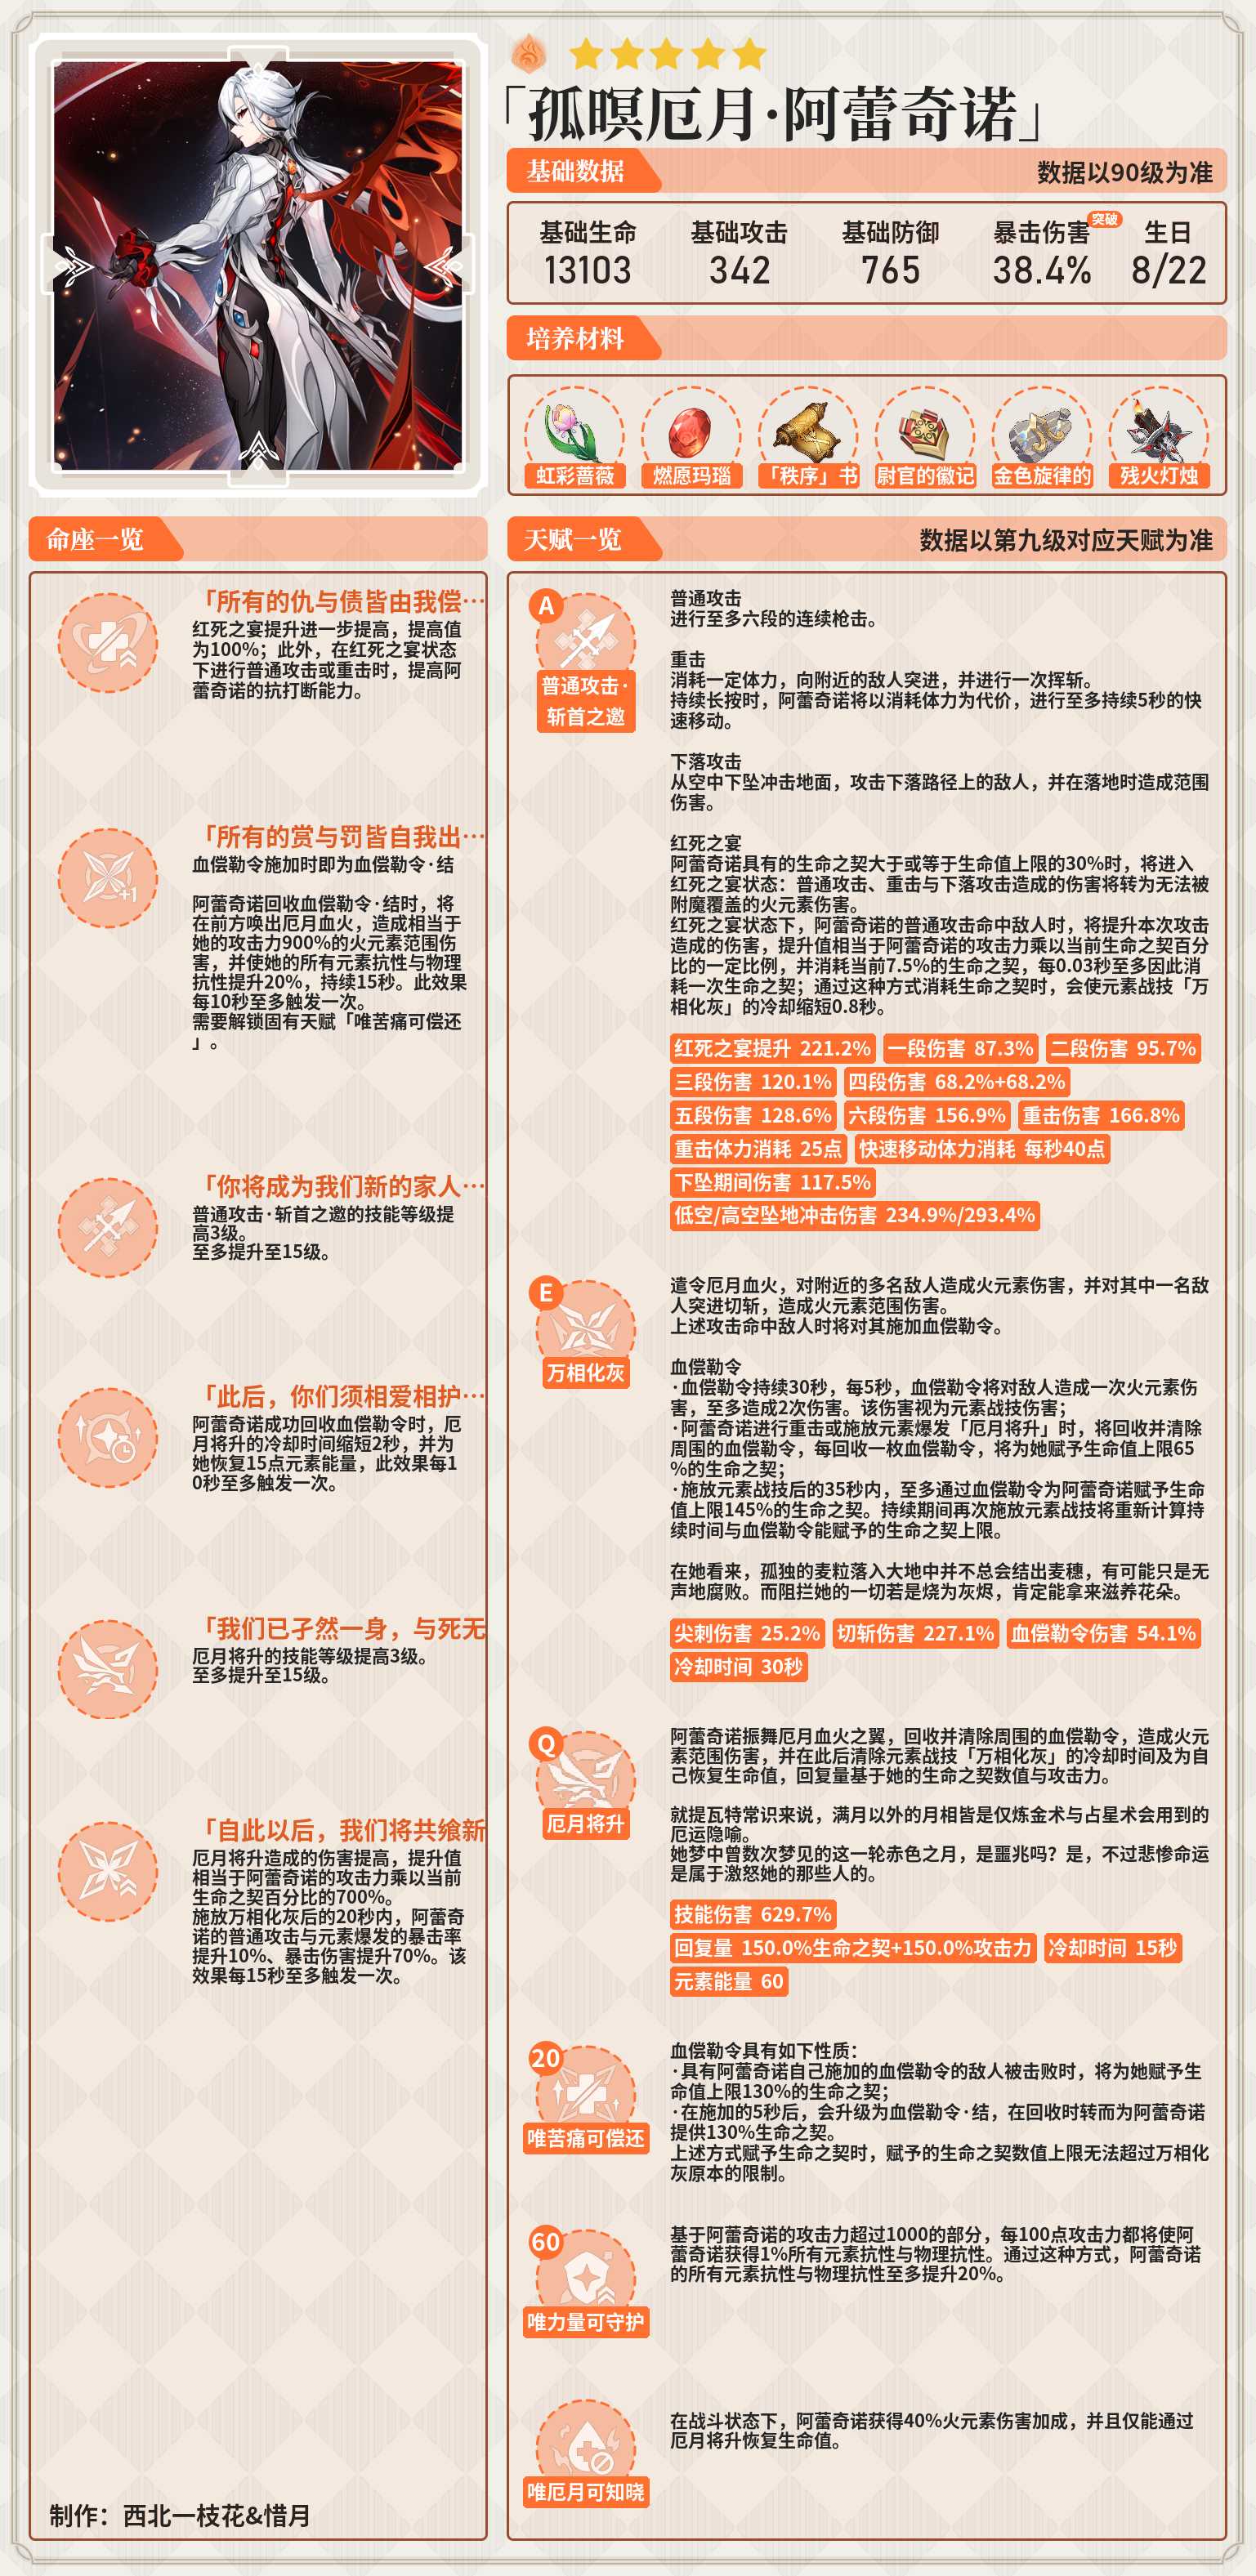 「孤暝厄月·阿蕾奇诺」
基础数据
数据以90级为准
基础生命
基础攻击
基础防御
暴击伤害
突破
生日
13103
342
765
38.4%
8/22
培养材料
虹彩蔷薇
燃愿玛瑙
「秩序」书
尉官的徽记
金色旋律的
残火灯烛
命座一览
「所有的仇与债皆由我偿…
红死之宴提升进一步提高，提高值
为100%；此外，在红死之宴状态
下进行普通攻击或重击时，提高阿
蕾奇诺的抗打断能力。
「所有的赏与罚皆自我出…
血偿勒令施加时即为血偿勒令·结
阿蕾奇诺回收血偿勒令·结时，将
在前方唤出厄月血火，造成相当于
她的攻击力900%的火元素范围伤
害，并使她的所有元素抗性与物理
抗性提升20%，持续15秒。此效果
每10秒至多触发一次。
需要解锁固有天赋「唯苦痛可偿还
」。
「你将成为我们新的家人…
普通攻击·斩首之邀的技能等级提
高3级。
至多提升至15级。
「此后，你们须相爱相护…
阿蕾奇诺成功回收血偿勒令时，厄
月将升的冷却时间缩短2秒，并为
她恢复15点元素能量，此效果每1
0秒至多触发一次。
「我们已孑然一身，与死无
厄月将升的技能等级提高3级。
至多提升至15级。
「自此以后，我们将共飨新
厄月将升造成的伤害提高，提升值
相当于阿蕾奇诺的攻击力乘以当前
生命之契百分比的700%。
施放万相化灰后的20秒内，阿蕾奇
诺的普通攻击与元素爆发的暴击率
提升10%、暴击伤害提升70%。该
效果每15秒至多触发一次。
制作：西北一枝花&惜月
天赋一览
数据以第九级对应天赋为准
A
普通攻击·
斩首之邀
普通攻击
进行至多六段的连续枪击。
重击
消耗一定体力，向附近的敌人突进，并进行一次挥斩。
持续长按时，阿蕾奇诺将以消耗体力为代价，进行至多持续5秒的快
速移动。
下落攻击
从空中下坠冲击地面，攻击下落路径上的敌人，并在落地时造成范围
伤害。
红死之宴
阿蕾奇诺具有的生命之契大于或等于生命值上限的30%时，将进入
红死之宴状态：普通攻击、重击与下落攻击造成的伤害将转为无法被
附魔覆盖的火元素伤害。
红死之宴状态下，阿蕾奇诺的普通攻击命中敌人时，将提升本次攻击
造成的伤害，提升值相当于阿蕾奇诺的攻击力乘以当前生命之契百分
比的一定比例，并消耗当前7.5%的生命之契，每0.03秒至多因此消
耗一次生命之契；通过这种方式消耗生命之契时，会使元素战技「万
相化灰」的冷却缩短0.8秒。
红死之宴提升 221.2% 一段伤害 87.3% 二段伤害 95.7%
三段伤害 120.1% 四段伤害 68.2%+68.2%
五段伤害 128.6% 六段伤害 156.9% 重击伤害 166.8%
重击体力消耗 25点 快速移动体力消耗 每秒40点
下坠期间伤害 117.5%
低空/高空坠地冲击伤害 234.9%/293.4%
E
万相化灰
遣令厄月血火，对附近的多名敌人造成火元素伤害，并对其中一名敌
人突进切斩，造成火元素范围伤害。
上述攻击命中敌人时将对其施加血偿勒令。
血偿勒令
·血偿勒令持续30秒，每5秒，血偿勒令将对敌人造成一次火元素伤
害，至多造成2次伤害。该伤害视为元素战技伤害；
·阿蕾奇诺进行重击或施放元素爆发「厄月将升」时，将回收并清除
周围的血偿勒令，每回收一枚血偿勒令，将为她赋予生命值上限65
%的生命之契；
·施放元素战技后的35秒内，至多通过血偿勒令为阿蕾奇诺赋予生命
值上限145%的生命之契。持续期间再次施放元素战技将重新计算持
续时间与血偿勒令能赋予的生命之契上限。
在她看来，孤独的麦粒落入大地中并不总会结出麦穗，有可能只是无
声地腐败。而阻拦她的一切若是烧为灰烬，肯定能拿来滋养花朵。
尖刺伤害 25.2% 切斩伤害 227.1% 血偿勒令伤害 54.1%
冷却时间 30秒
Q
厄月将升
阿蕾奇诺振舞厄月血火之翼，回收并清除周围的血偿勒令，造成火元
素范围伤害，并在此后清除元素战技「万相化灰」的冷却时间及为自
己恢复生命值，回复量基于她的生命之契数值与攻击力。
就提瓦特常识来说，满月以外的月相皆是仅炼金术与占星术会用到的
厄运隐喻。
她梦中曾数次梦见的这一轮赤色之月，是噩兆吗？是，不过悲惨命运
是属于激怒她的那些人的。
技能伤害 629.7%
回复量 150.0%生命之契+150.0%攻击力 冷却时间 15秒
元素能量 60
20
唯苦痛可偿还
血偿勒令具有如下性质：
·具有阿蕾奇诺自己施加的血偿勒令的敌人被击败时，将为她赋予生
命值上限130%的生命之契；
·在施加的5秒后，会升级为血偿勒令·结，在回收时转而为阿蕾奇诺
提供130%生命之契。
上述方式赋予生命之契时，赋予的生命之契数值上限无法超过万相化
灰原本的限制。
60
唯力量可守护
基于阿蕾奇诺的攻击力超过1000的部分，每100点攻击力都将使阿
蕾奇诺获得1%所有元素抗性与物理抗性。通过这种方式，阿蕾奇诺
的所有元素抗性与物理抗性至多提升20%。
唯厄月可知晓
在战斗状态下，阿蕾奇诺获得40%火元素伤害加成，并且仅能通过
厄月将升恢复生命值。